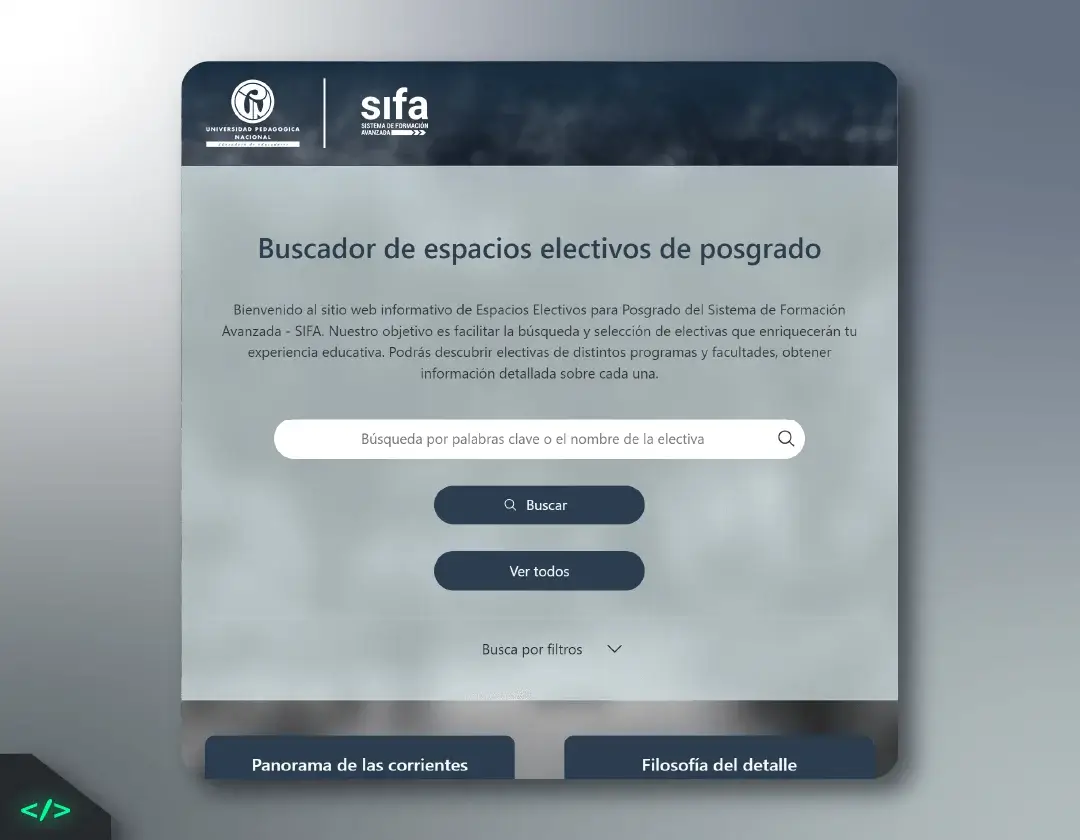 UNIVERSIDAD PEDAGOGICA
NACIONAL
Educadora de educadores
sifa
SISTEMA DE FORMACIÓN
AVANZADA
Buscador de espacios electivos de posgrado
Bienvenido al sitio web informativo de Espacios Electivos para Posgrado del Sistema de Formación
Avanzada - SIFA. Nuestro objetivo es facilitar la búsqueda y selección de electivas que enriquecerán tu
experiencia educativa. Podrás descubrir electivas de distintos programas y facultades, obtener
información detallada sobre cada una.
Búsqueda por palabras clave o el nombre de la electiva
Buscar
Ver todos
Busca por filtros
Panorama de las corrientes
Filosofía del detalle
</>